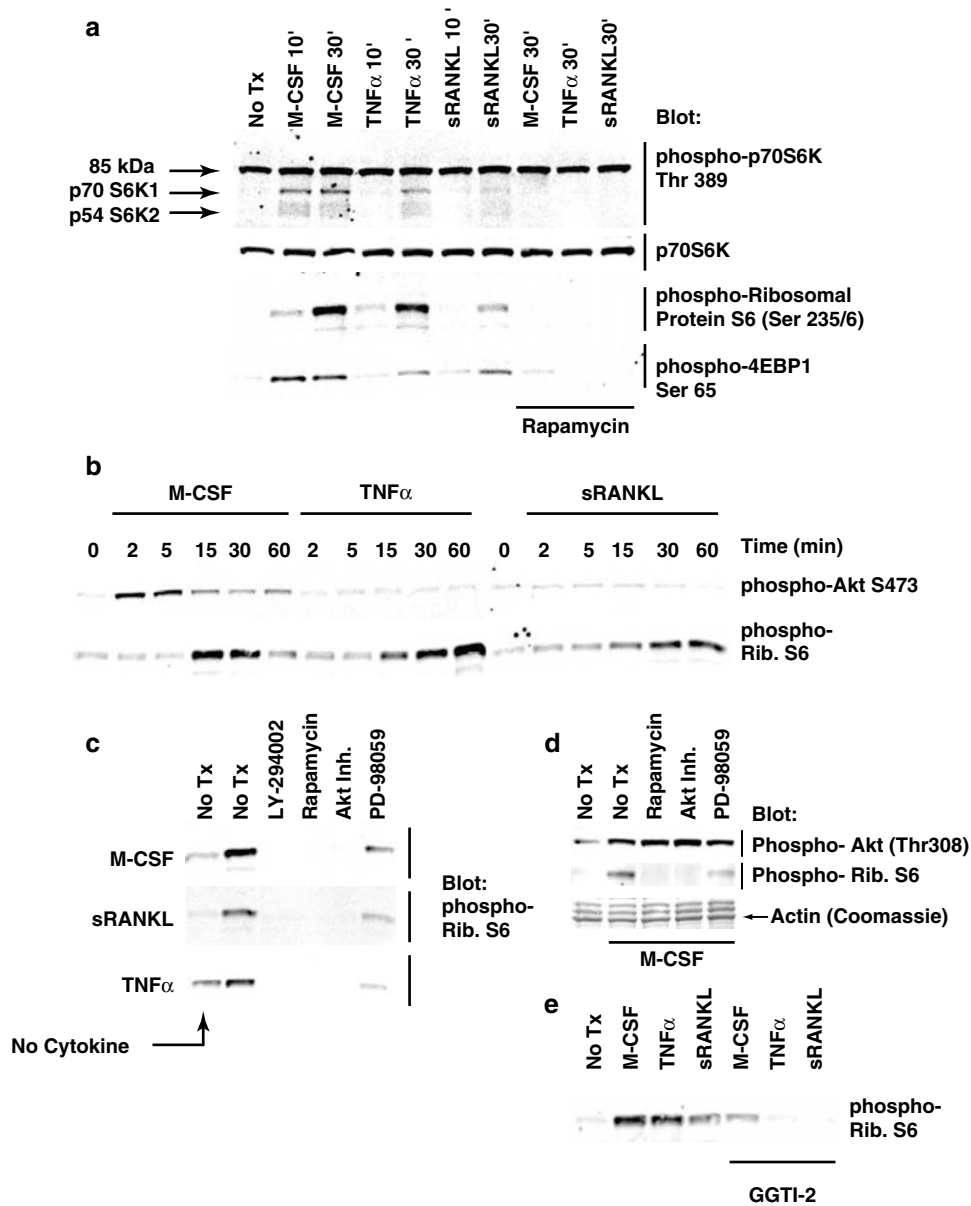 a
No Tx
M-CSF 10'
M-CSF 30'
TNFα 10'
TNFα 30 '
sRANKL 10 '
sRANKL30'
M-CSF 30'
TNFα 30'
sRANKL30'
Blot:
85 kDa
p70 S6K1
p54 S6K2
phospho-p70S6K
Thr 389
p70S6K
phospho-Ribosomal
Protein S6 (Ser 235/6)
phospho-4EBP1
Ser 65
Rapamycin
b
M-CSF
TNFα
sRANKL
0 2 5 15 30 60 2 5 15 30 60 0 2 5 15 30 60 Time (min)
phospho-Akt S473
phospho-
Rib. S6
c
No Tx
No Tx
LY-294002
Rapamycin
Akt Inh.
PD-98059
M-CSF
sRANKL
TNFα
Blot:
phospho-
Rib. S6
No Cytokine
d
No Tx
No Tx
Rapamycin
Akt Inh.
PD-98059
Blot:
Phospho- Akt (Thr308)
Phospho- Rib. S6
Actin (Coomassie)
M-CSF
e
No Tx
M-CSF
TNFα
sRANKL
M-CSF
TNFα
sRANKL
phospho-
Rib. S6
GGTI-2